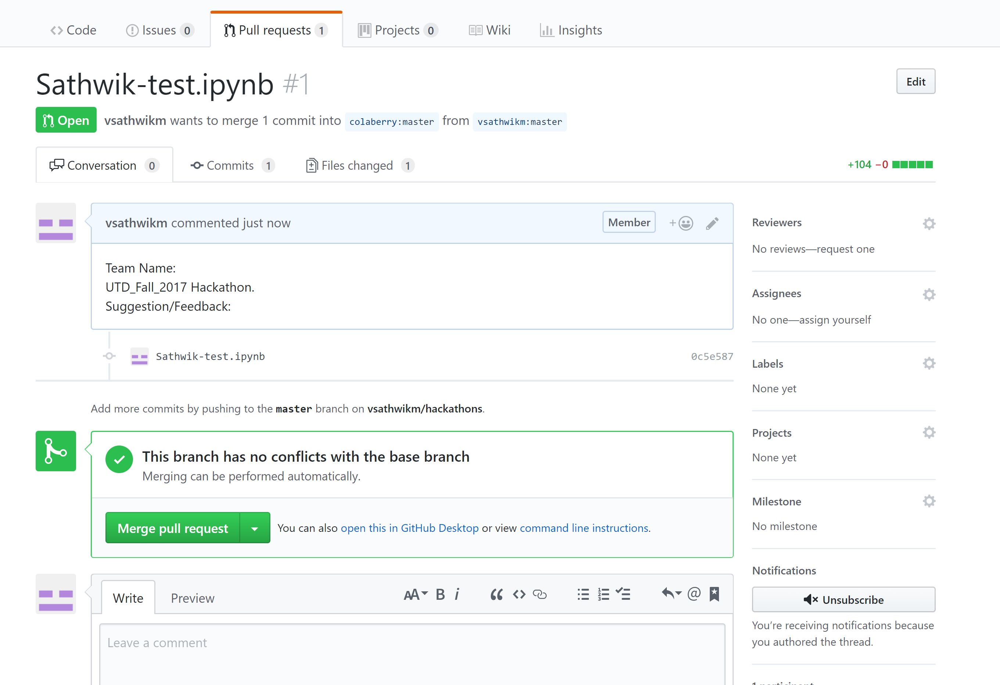 Code Issues 0 Pull requests 1 Projects 0 Wiki Insights
Sathwik-test.ipynb #1
Edit
Open vsathwikm wants to merge 1 commit into colaberry:master from vsathwikm:master
Conversation 0 Commits 1 Files changed 1
+104 −0
vsathwikm commented just now
Member
Team Name:
UTD_Fall_2017 Hackathon.
Suggestion/Feedback:
Sathwik-test.ipynb 0c5e587
Add more commits by pushing to the master branch on vsathwikm/hackathons.
This branch has no conflicts with the base branch
Merging can be performed automatically.
Merge pull request
You can also open this in GitHub Desktop or view command line instructions.
Write Preview
Leave a comment
Reviewers
No reviews—request one
Assignees
No one—assign yourself
Labels
None yet
Projects
None yet
Milestone
No milestone
Notifications
Unsubscribe
You’re receiving notifications because
you authored the thread.
1 participant